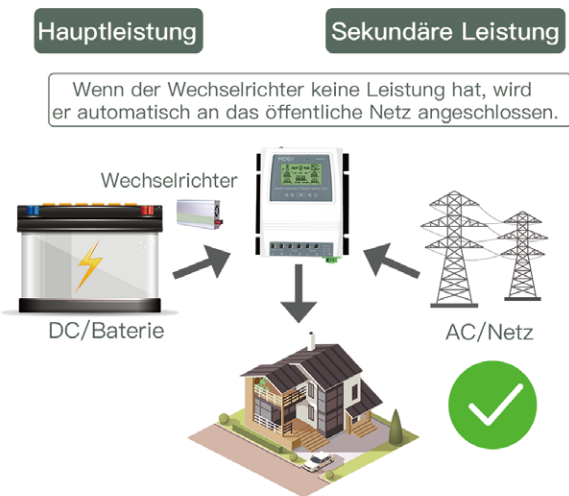 Hauptleistung
Sekundäre Leistung
Wenn der Wechselrichter keine Leistung hat, wird
er automatisch an das öffentliche Netz angeschlossen.
Wechselrichter
DC/Baterie
AC/Netz